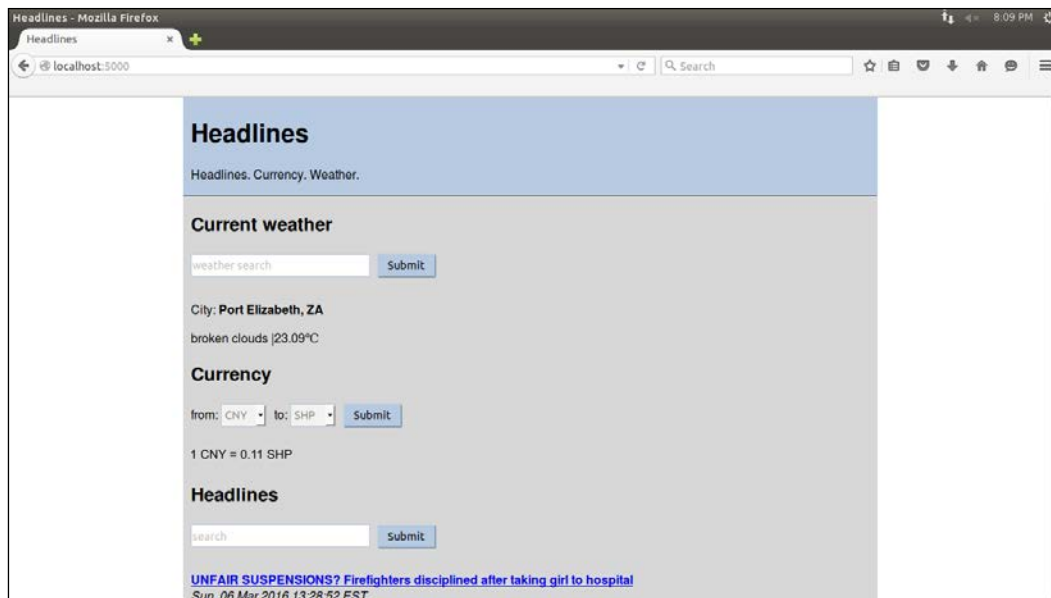 Headlines - Mozilla Firefox
8:09 PM
Headlines
localhost:5000
Search
Headlines
Headlines. Currency. Weather.
Current weather
weather search Submit
City: Port Elizabeth, ZA
broken clouds |23.09℃
Currency
from: CNY to: SHP Submit
1 CNY = 0.11 SHP
Headlines
search Submit
UNFAIR SUSPENSIONS? Firefighters disciplined after taking girl to hospital
Sun, 06 Mar 2016 13:28:52 EST